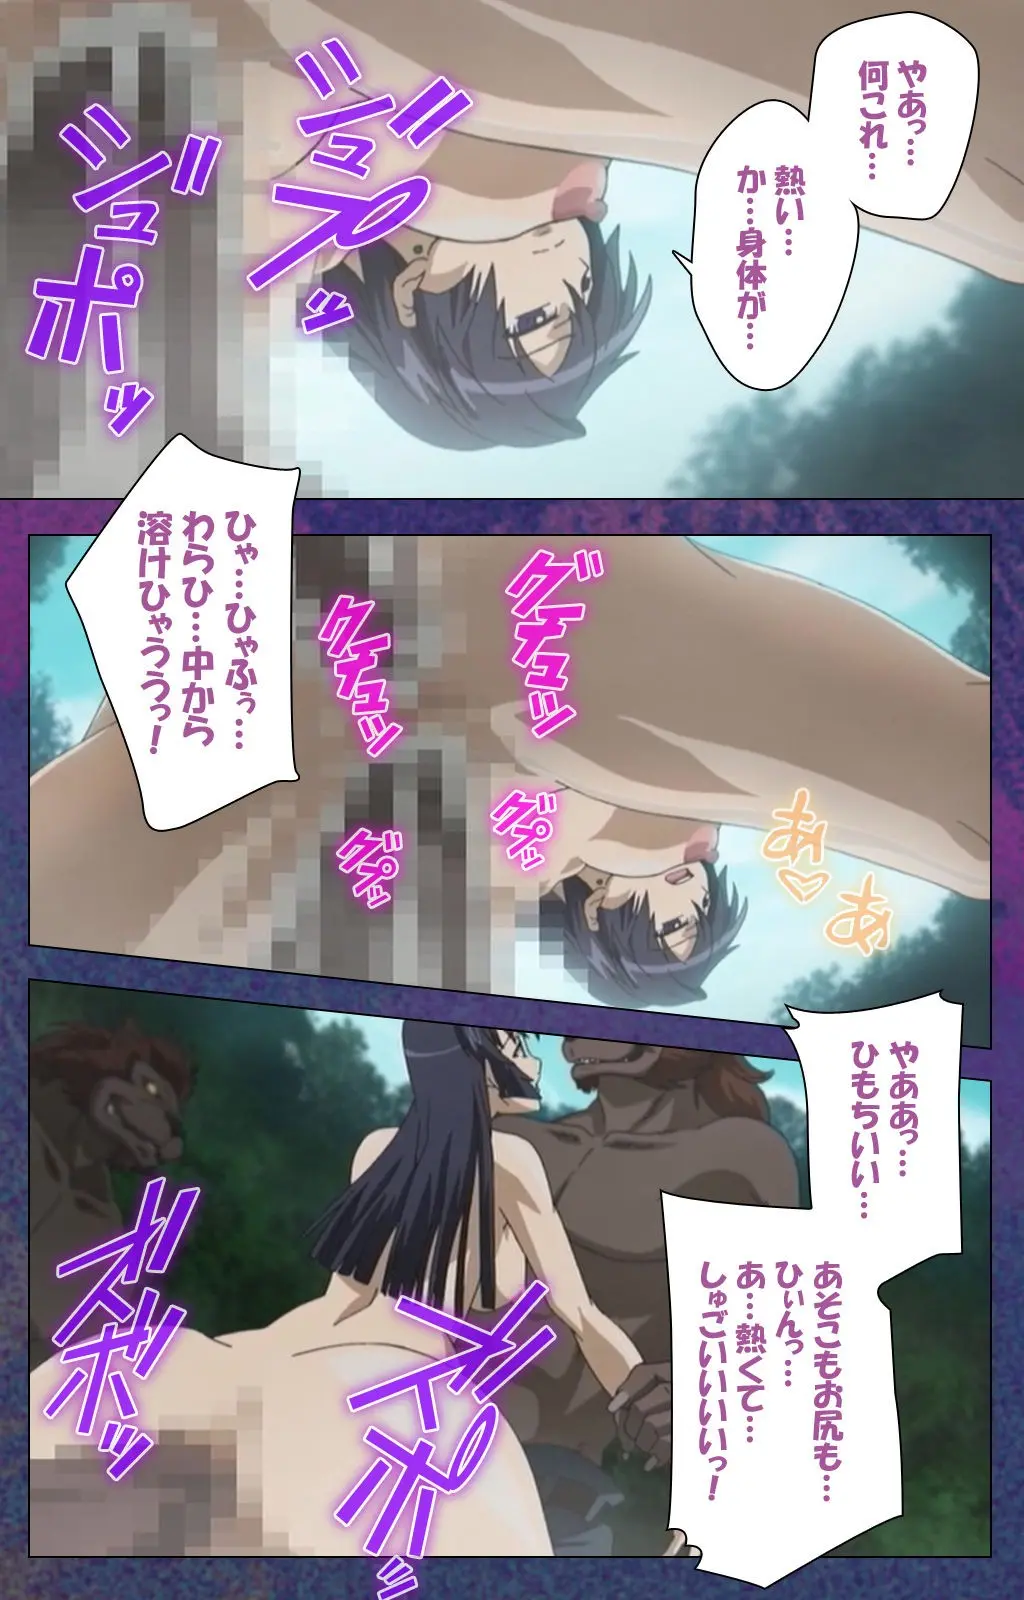 やあっ…
何これ…
熱い…
か…身体が…
ジュプッ
ジュポッ
ひゃ…ひゃふぅ…
わらひ…中から
溶けひゃううっ！
グチュッ
グチュッ
グプッ
グプッ
あ♡
あ
やああっ…
ひもちいい…
あそこもお尻も…
ひぃんっ…
あ…熱くて…
しゅごいいいいっ！
ズポッ
ズボッ